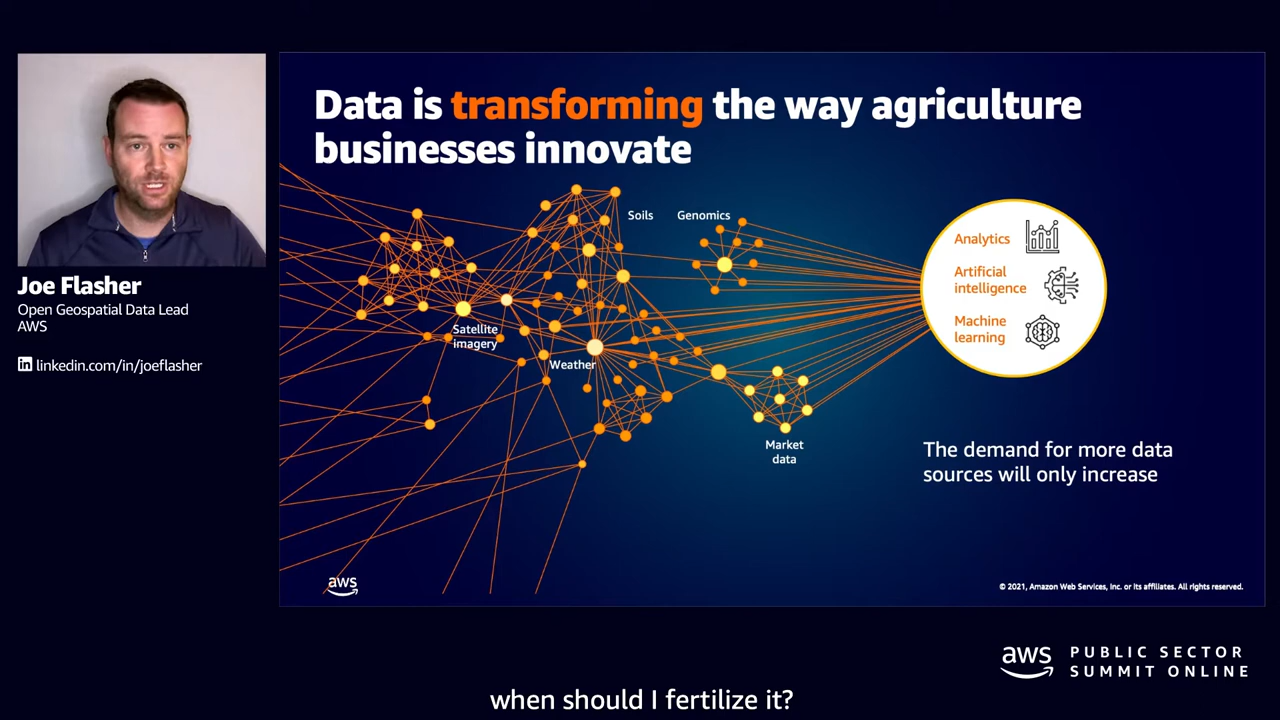 Joe Flasher
Open Geospatial Data Lead
AWS
in linkedin.com/in/joeflasher
Data is transforming the way agriculture
businesses innovate
Soils
Genomics
Satellite
imagery
Weather
Market
data
Analytics
Artificial
intelligence
Machine
learning
The demand for more data
sources will only increase
aws
© 2021, Amazon Web Services, Inc. or its affiliates. All rights reserved.
aws
PUBLIC SECTOR
SUMMIT ONLINE
when should I fertilize it?